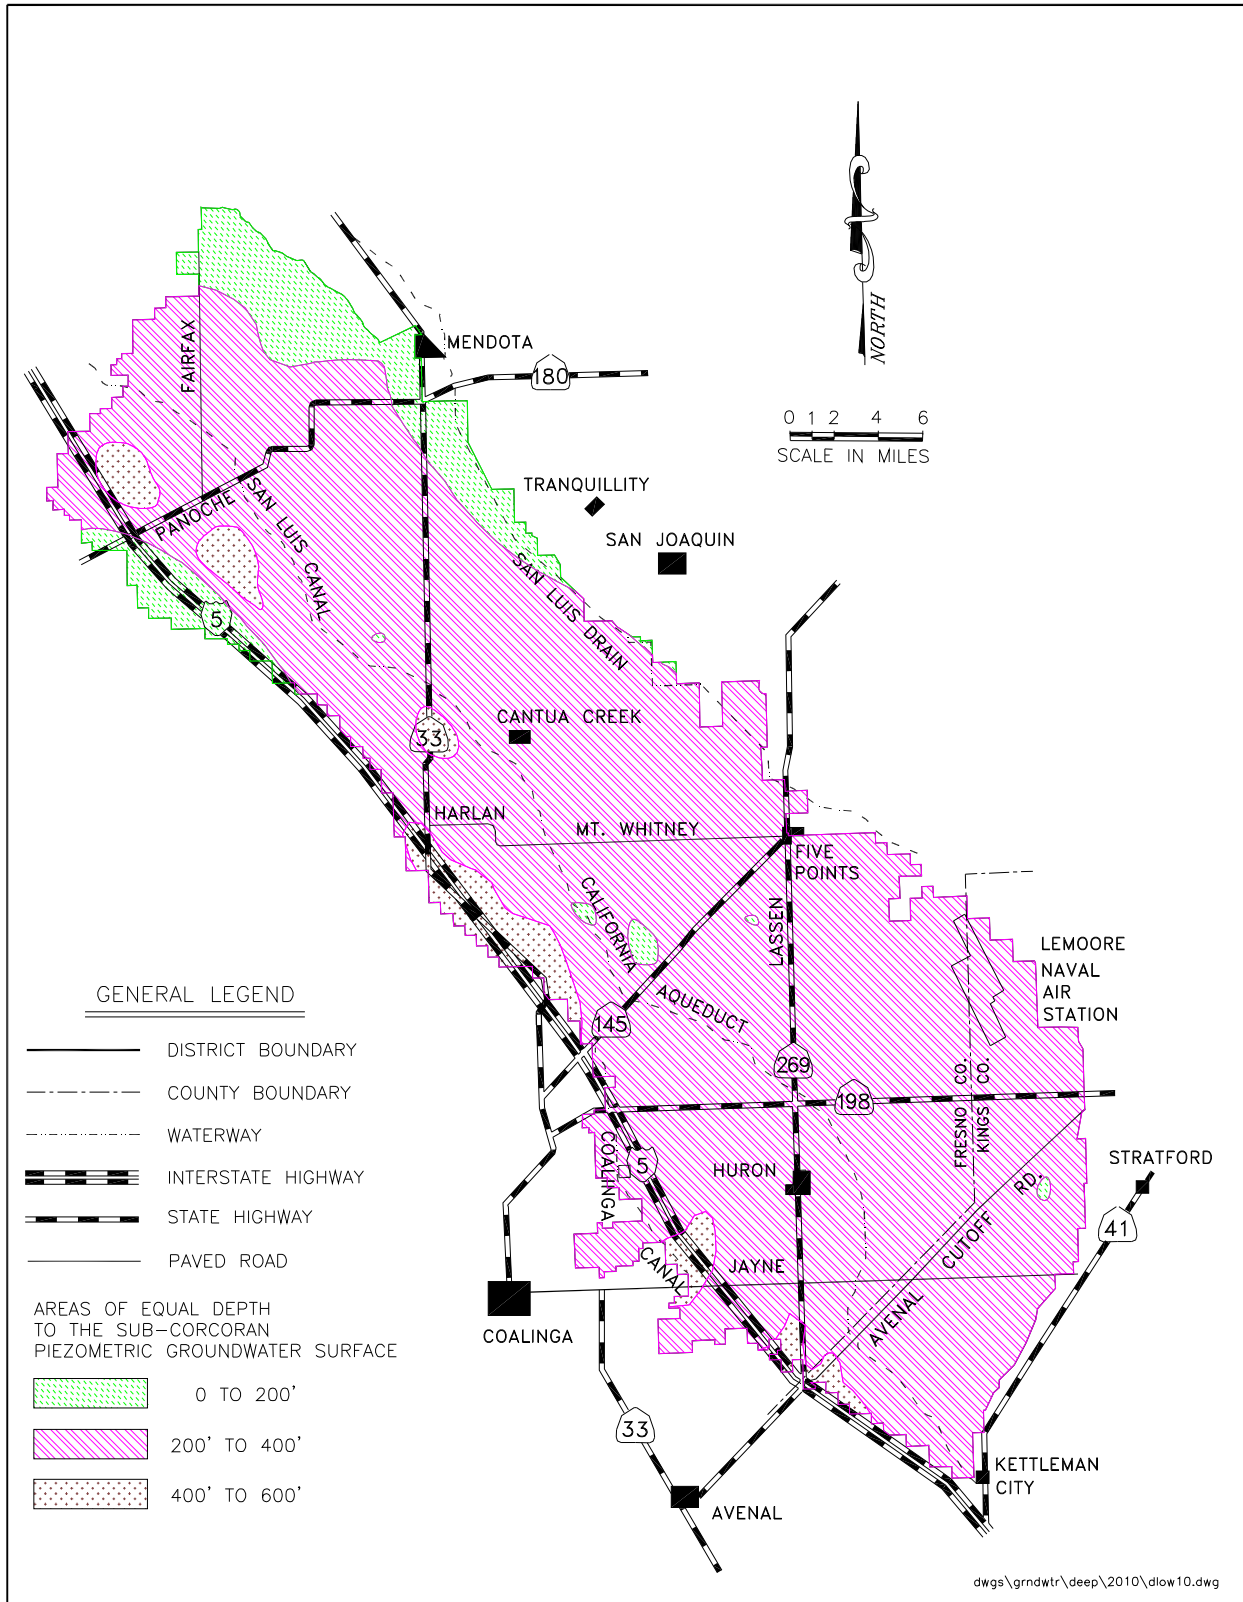 NORTH
MENDOTA
180
0 1 2 4 6
SCALE IN MILES
FAIRFAX
TRANQUILLITY
PANOCHE
SAN LUIS CANAL
SAN JOAQUIN
SAN LUIS DRAIN
5
CANTUA CREEK
33
HARLAN
MT. WHITNEY
FIVE
POINTS
CALIFORNIA
AQUEDUCT
LASSEN
LEMOORE
NAVAL
AIR
STATION
145
269
198
FRESNO CO.
KINGS CO.
COALINGA
CANAL
5
HURON
STRATFORD
41
AVENAL CUTOFF RD.
JAYNE
COALINGA
33
AVENAL
KETTLEMAN
CITY
GENERAL LEGEND
DISTRICT BOUNDARY
COUNTY BOUNDARY
WATERWAY
INTERSTATE HIGHWAY
STATE HIGHWAY
PAVED ROAD
AREAS OF EQUAL DEPTH
TO THE SUB-CORCORAN
PIEZOMETRIC GROUNDWATER SURFACE
0 TO 200'
200' TO 400'
400' TO 600'
dwgs\grndwtr\deep\2010\dlow10.dwg